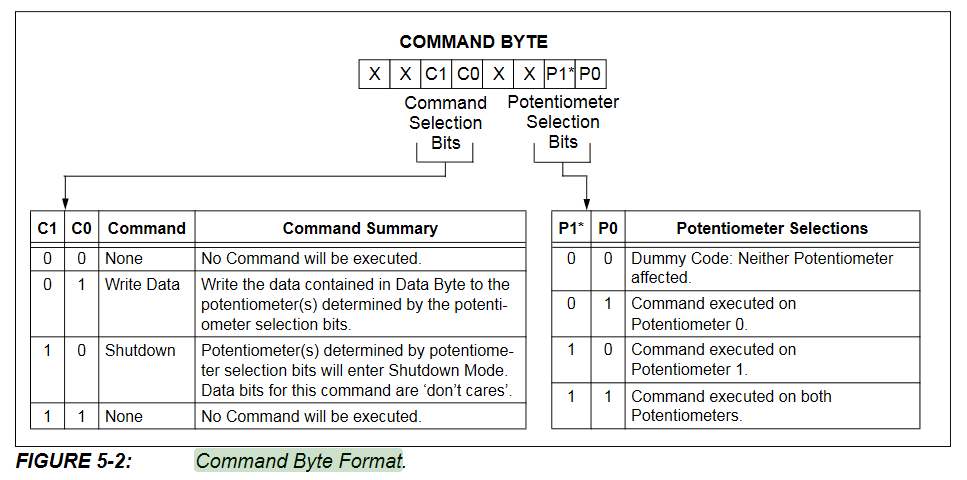 COMMAND BYTE
X X C1 C0 X X P1* P0
Command Selection Bits
Potentiometer Selection Bits
C1 C0 Command Command Summary
0 0 None No Command will be executed.
0 1 Write Data Write the data contained in Data Byte to the
potentiometer(s) determined by the potenti-
ometer selection bits.
1 0 Shutdown Potentiometer(s) determined by potentiome-
ter selection bits will enter Shutdown Mode.
Data bits for this command are ‘don’t cares’.
1 1 None No Command will be executed.
P1* P0 Potentiometer Selections
0 0 Dummy Code: Neither Potentiometer
affected.
0 1 Command executed on
Potentiometer 0.
1 0 Command executed on
Potentiometer 1.
1 1 Command executed on both
Potentiometers.
FIGURE 5-2: Command Byte Format.